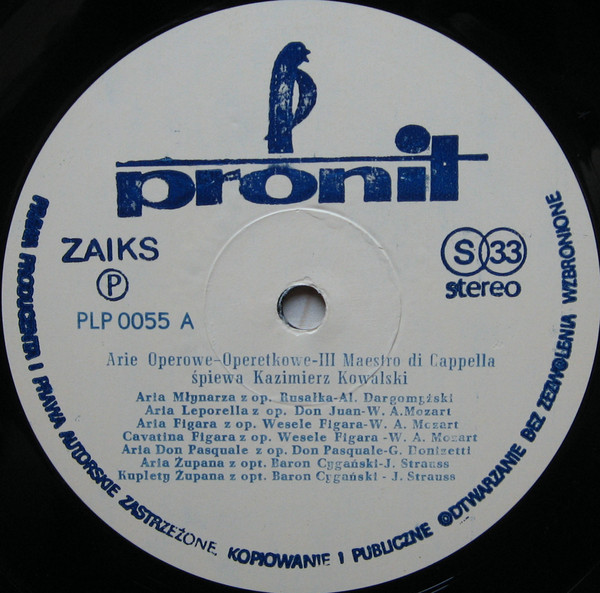 pronit
ZAIKS
P
PLP 0055 A
S 33
stereo
Arie Operowe-Operetkowe-III Maestro di Cappella
śpiewa Kazimierz Kowalski
Aria Młynarza z op. Rusałka-Al. Dargomyżski
Aria Leporella z op. Don Juan-W. A. Mozart
Aria Figara z op. Wesele Figara-W. A. Mozart
Cavatina Figara z op. Wesele Figara -W. A. Mozart
Aria Don Pasquale z op. Don Pasquale-G. Donizetti
Aria Żupana z opt. Baron Cygański-J. Strauss
Kuplety Żupana z opt. Baron Cygański - J. Strauss
PRAWA PRODUCENTA I PRAWA AUTORSKIE ZASTRZEŻONE. KOPIOWANIE I PUBLICZNE ODTWARZANIE BEZ ZEZWOLENIA WZBRONIONE